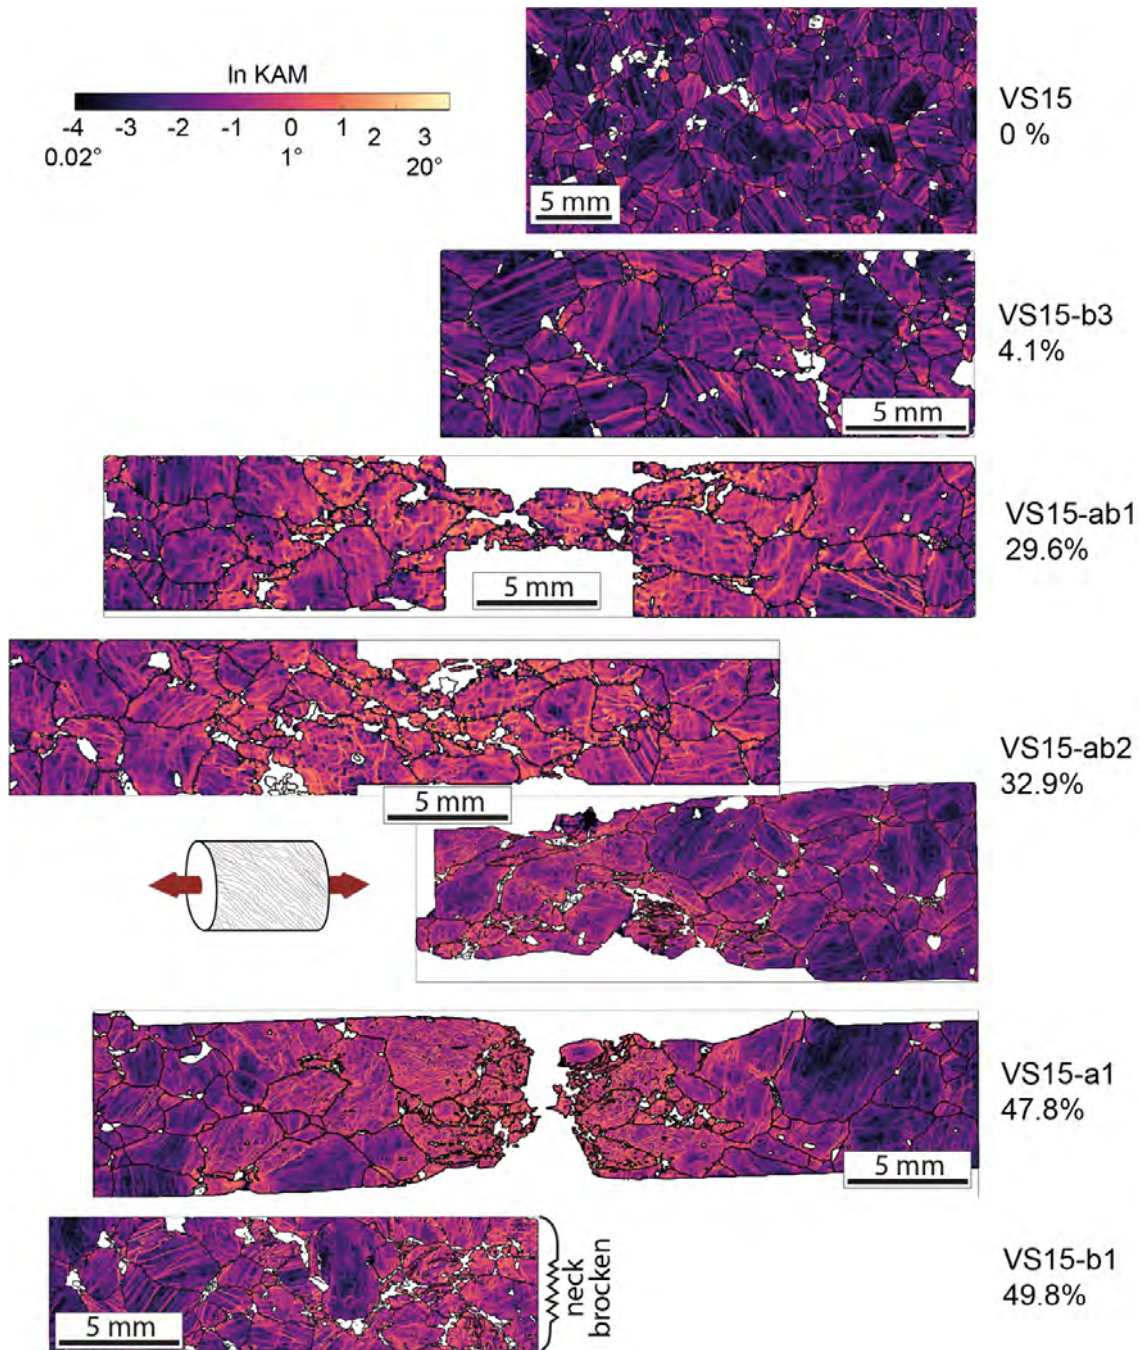 ln KAM
-4 -3 -2 -1 0 1 2 3
0.02° 1° 20°
VS15
0 %
5 mm
VS15-b3
4.1%
5 mm
VS15-ab1
29.6%
5 mm
VS15-ab2
32.9%
5 mm
VS15-a1
47.8%
5 mm
neck
brocken
VS15-b1
49.8%
5 mm